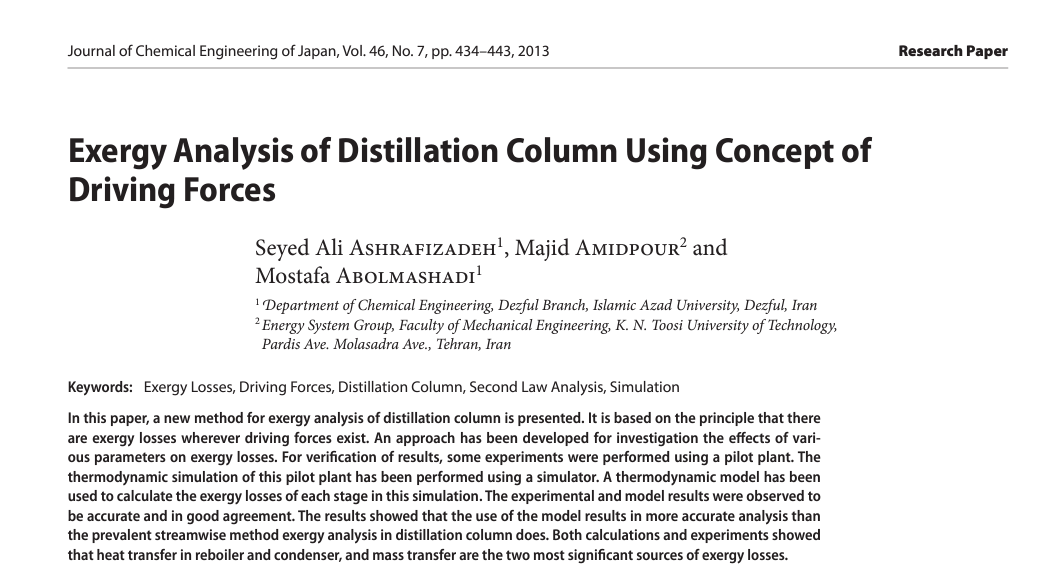 Journal of Chemical Engineering of Japan, Vol. 46, No. 7, pp. 434–443, 2013
Research Paper
Exergy Analysis of Distillation Column Using Concept of
Driving Forces
Seyed Ali Ashrafizadeh1, Majid Amidpour2 and
Mostafa Abolmashadi1
1 Department of Chemical Engineering, Dezful Branch, Islamic Azad University, Dezful, Iran
2 Energy System Group, Faculty of Mechanical Engineering, K. N. Toosi University of Technology,
Pardis Ave. Molasadra Ave., Tehran, Iran
Keywords: Exergy Losses, Driving Forces, Distillation Column, Second Law Analysis, Simulation
In this paper, a new method for exergy analysis of distillation column is presented. It is based on the principle that there
are exergy losses wherever driving forces exist. An approach has been developed for investigation the effects of vari-
ous parameters on exergy losses. For verification of results, some experiments were performed using a pilot plant. The
thermodynamic simulation of this pilot plant has been performed using a simulator. A thermodynamic model has been
used to calculate the exergy losses of each stage in this simulation. The experimental and model results were observed to
be accurate and in good agreement. The results showed that the use of the model results in more accurate analysis than
the prevalent streamwise method exergy analysis in distillation column does. Both calculations and experiments showed
that heat transfer in reboiler and condenser, and mass transfer are the two most significant sources of exergy losses.